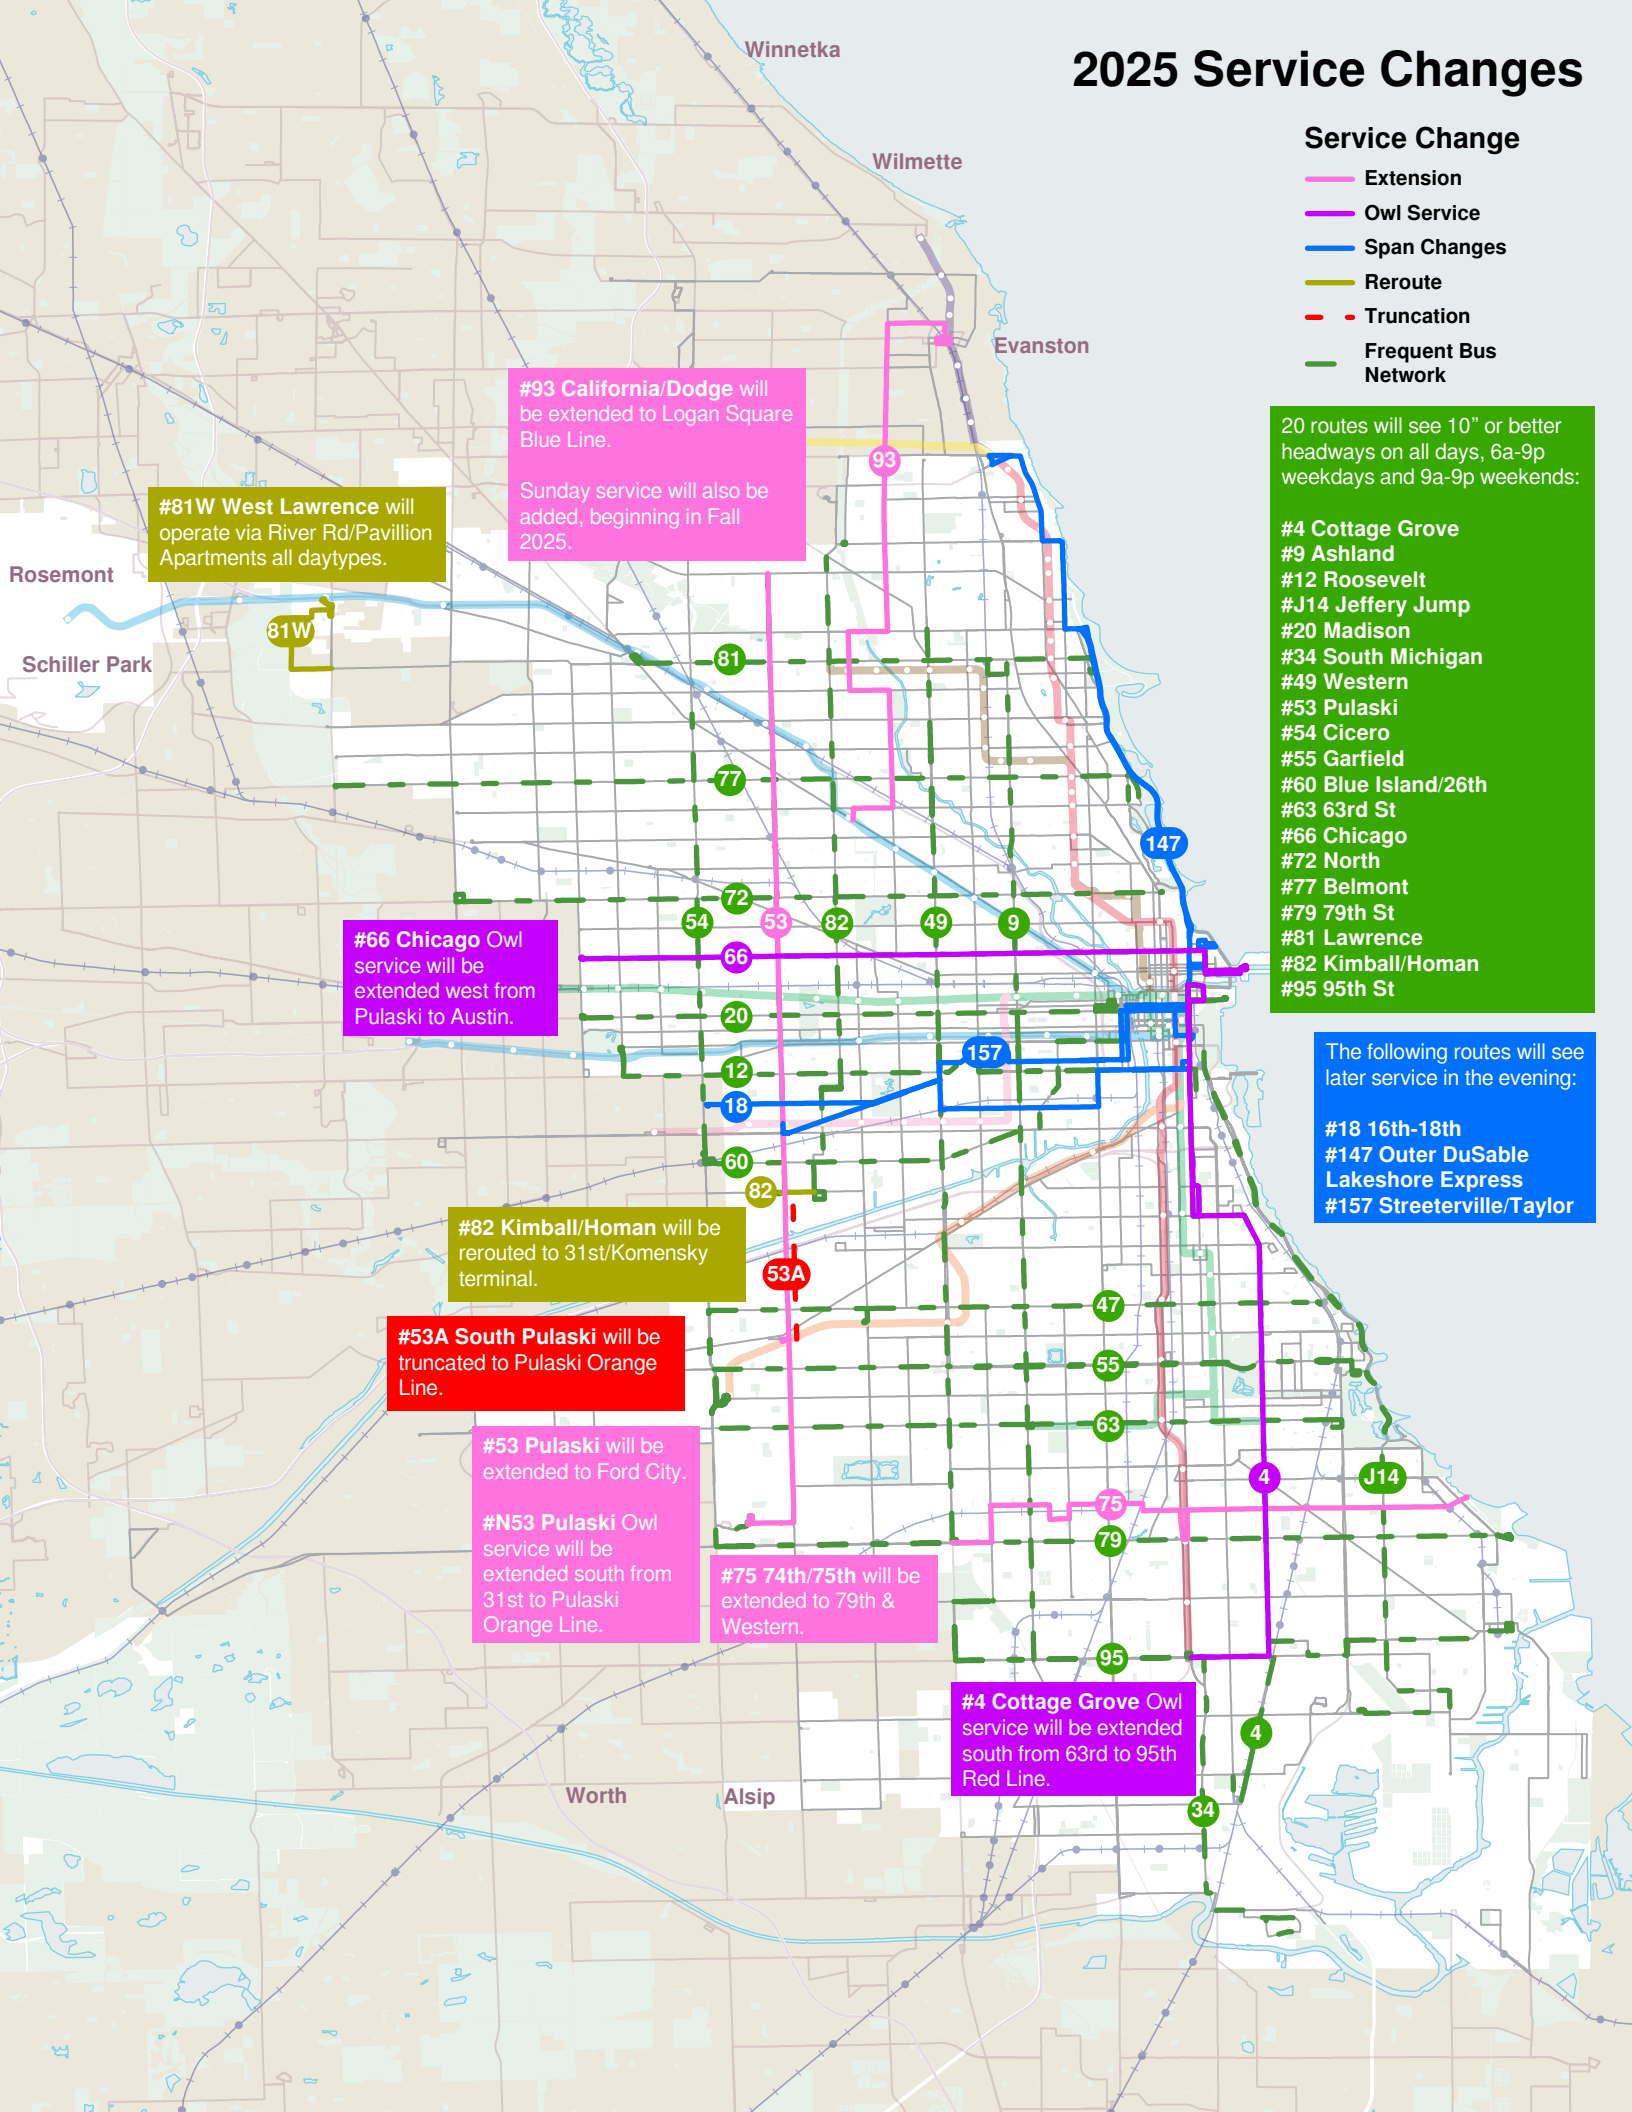 Winnetka
2025 Service Changes
Service Change
Wilmette
Extension
Owl Service
Span Changes
Reroute
Truncation
Frequent Bus
Network
Evanston
#93 California/Dodge will
be extended to Logan Square
Blue Line.
Sunday service will also be
added, beginning in Fall
2025.
20 routes will see 10” or better
headways on all days, 6a-9p
weekdays and 9a-9p weekends:
#4 Cottage Grove
#9 Ashland
#12 Roosevelt
#J14 Jeffery Jump
#20 Madison
#34 South Michigan
#49 Western
#53 Pulaski
#54 Cicero
#55 Garfield
#60 Blue Island/26th
#63 63rd St
#66 Chicago
#72 North
#77 Belmont
#79 79th St
#81 Lawrence
#82 Kimball/Homan
#95 95th St
93
#81W West Lawrence will
operate via River Rd/Pavillion
Apartments all daytypes.
Rosemont
81W
Schiller Park
81
77
147
72
54
53
82
49
9
#66 Chicago Owl
service will be
extended west from
Pulaski to Austin.
66
20
157
12
18
The following routes will see
later service in the evening:
#18 16th-18th
#147 Outer DuSable
Lakeshore Express
#157 Streeterville/Taylor
60
82
#82 Kimball/Homan will be
rerouted to 31st/Komensky
terminal.
53A
47
#53A South Pulaski will be
truncated to Pulaski Orange
Line.
55
63
#53 Pulaski will be
extended to Ford City.
#N53 Pulaski Owl
service will be
extended south from
31st to Pulaski
Orange Line.
4
J14
75
79
#75 74th/75th will be
extended to 79th &
Western.
95
#4 Cottage Grove Owl
service will be extended
south from 63rd to 95th
Red Line.
4
Worth
Alsip
34